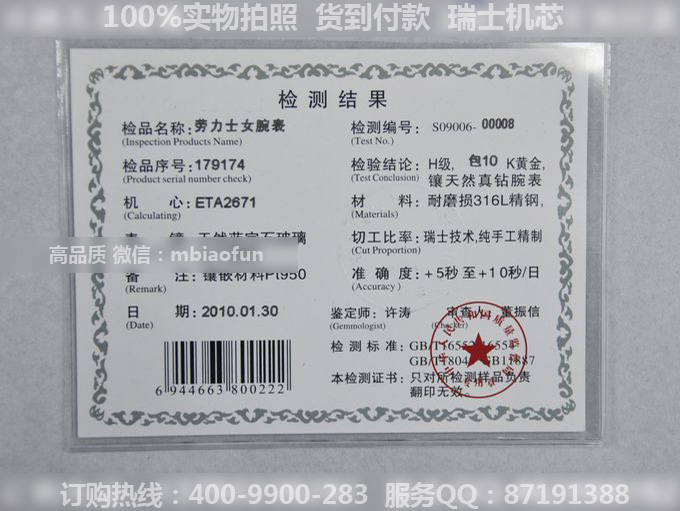 100%实物拍照 货到付款 瑞士机芯
检测结果
检品名称: 劳力士女腕表
(Inspection Products Name)
检测编号: S09006-00008
(Test No.)
检品序号: 179174
(Product serial number check)
检验结论: H级, 包10 K黄金,
(Test Conclusion) 镶天然真钻腕表
机 心: ETA2671
(Calculating)
材 料: 耐磨损316L精钢,
(Materials)
切工比率: 瑞士技术,纯手工精制
(Cut Proportion)
高品质 微信:mbiaofun
备 注: 镶嵌材料Pt950
(Remark)
准 确 度: +5秒至+10秒/日
(Accuracy )
日 期: 2010.01.30
(Date)
鉴定师: 许涛 审查人: 董振信
(Gemmologist) (Checker)
检 测 标 准:
本检测证书: 只对所检测样品负责
翻印无效。
6 944663 800222
订购热线:400-9900-283 服务QQ:87191388